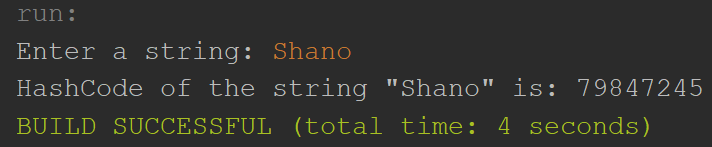 run:
Enter a string: Shano
HashCode of the string "Shano" is: 79847245
BUILD SUCCESSFUL (total time: 4 seconds)